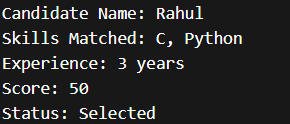 Candidate Name: Rahul
Skills Matched: C, Python
Experience: 3 years
Score: 50
Status: Selected